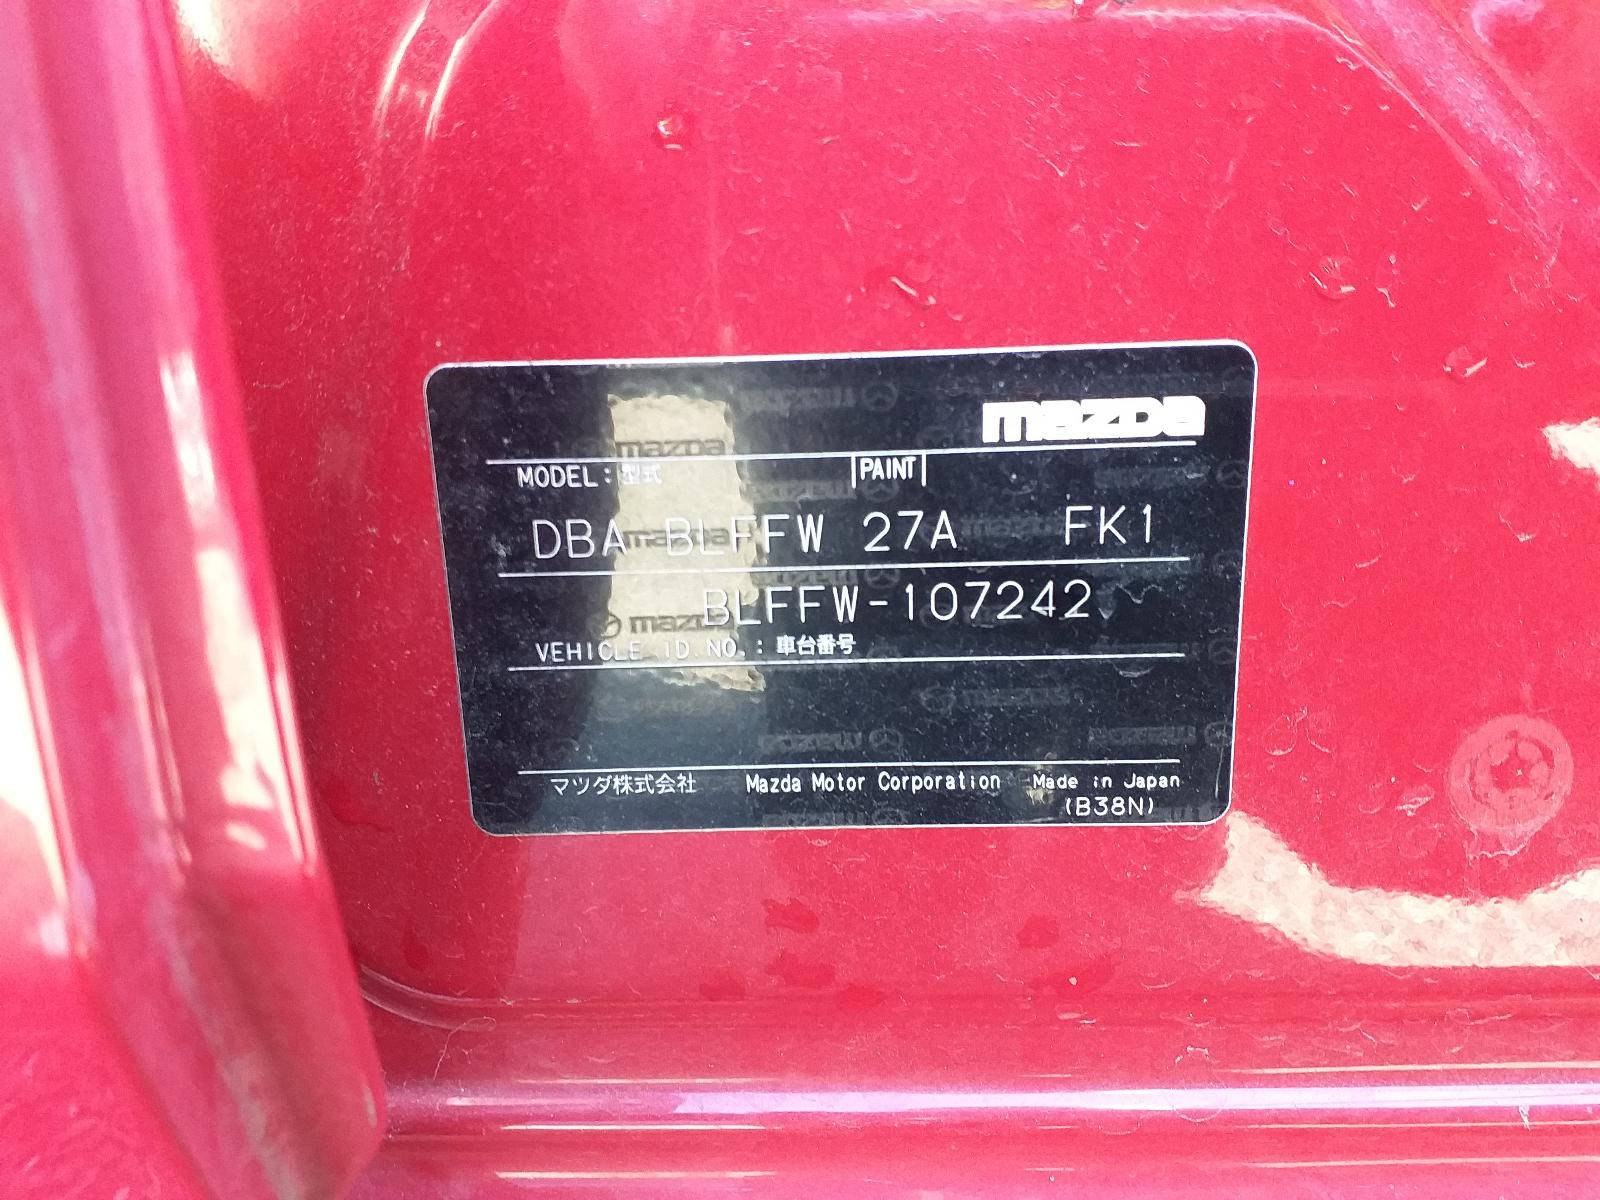 mazda
MODEL：型式 PAINT
DBA-BLFFW 27A FK1
BLFFW-107242
VEHICLE ID NO.：車台番号
マツダ株式会社 Mazda Motor Corporation Made in Japan
(B38N)